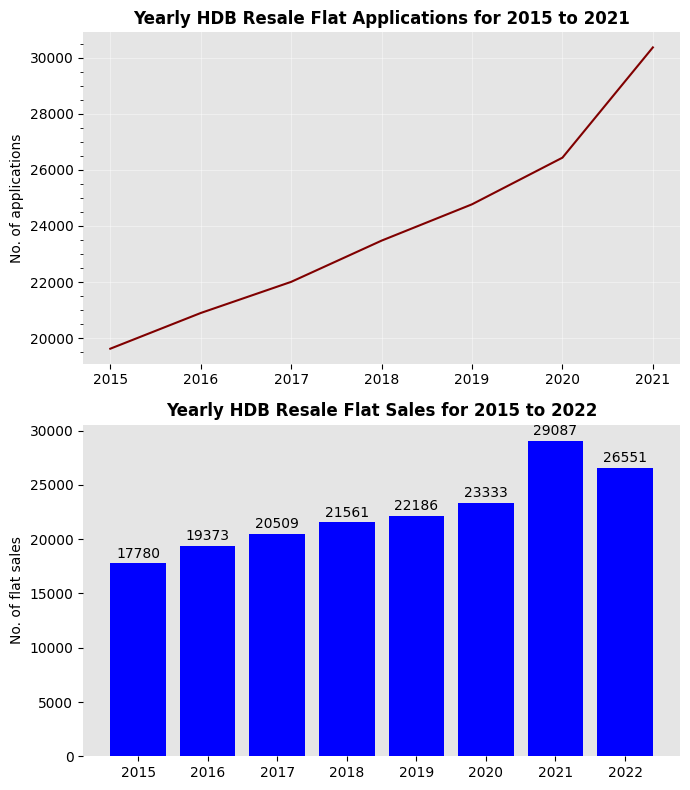 Yearly HDB Resale Flat Applications for 2015 to 2021
No. of applications
30000
28000
26000
24000
22000
20000
2015 2016 2017 2018 2019 2020 2021
Yearly HDB Resale Flat Sales for 2015 to 2022
No. of flat sales
30000
25000
20000
15000
10000
5000
0
17780 19373 20509 21561 22186 23333 29087 26551
2015 2016 2017 2018 2019 2020 2021 2022